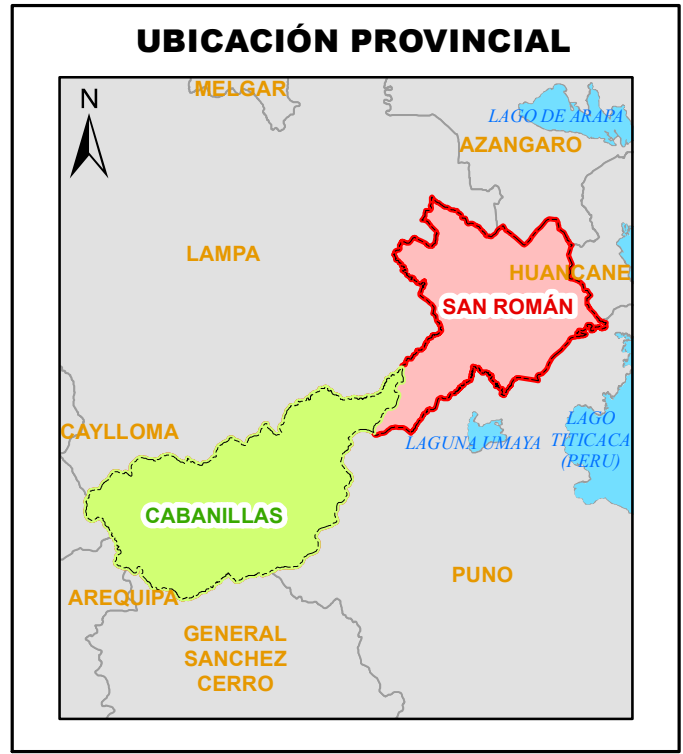 UBICACIÓN PROVINCIAL
MELGAR
N
LAGO DE ARAPA
AZANGARO
LAMPA
HUANCANE
SAN ROMÁN
CAYLLOMA
LAGUNA UMAYA
LAGO
TITICACA
(PERU)
CABANILLAS
PUNO
AREQUIPA
GENERAL
SANCHEZ
CERRO